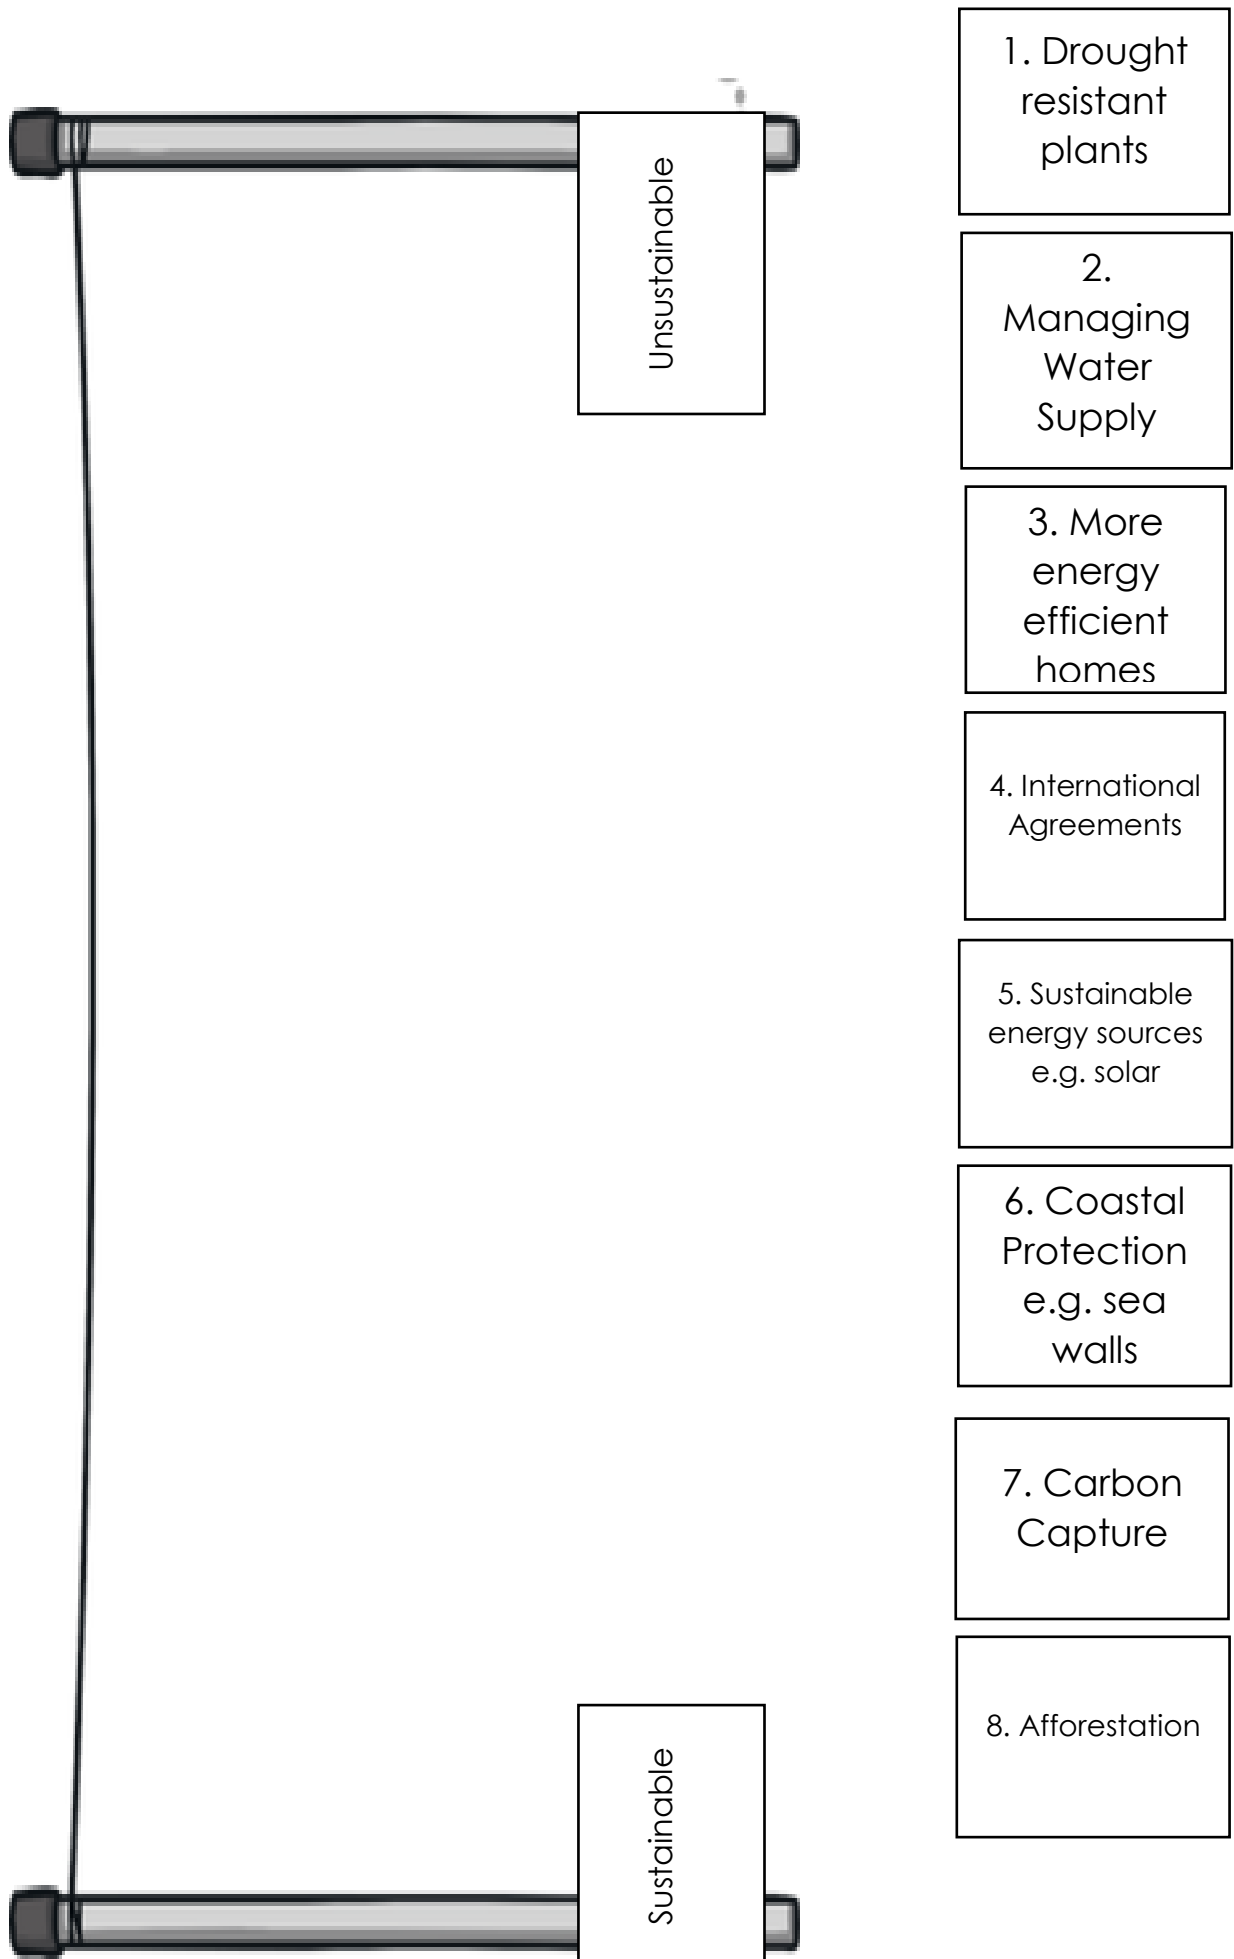 Unsustainable
Sustainable
1. Drought
resistant
plants
2.
Managing
Water
Supply
3. More
energy
efficient
homes
4. International
Agreements
5. Sustainable
energy sources
e.g. solar
6. Coastal
Protection
e.g. sea
walls
7. Carbon
Capture
8. Afforestation